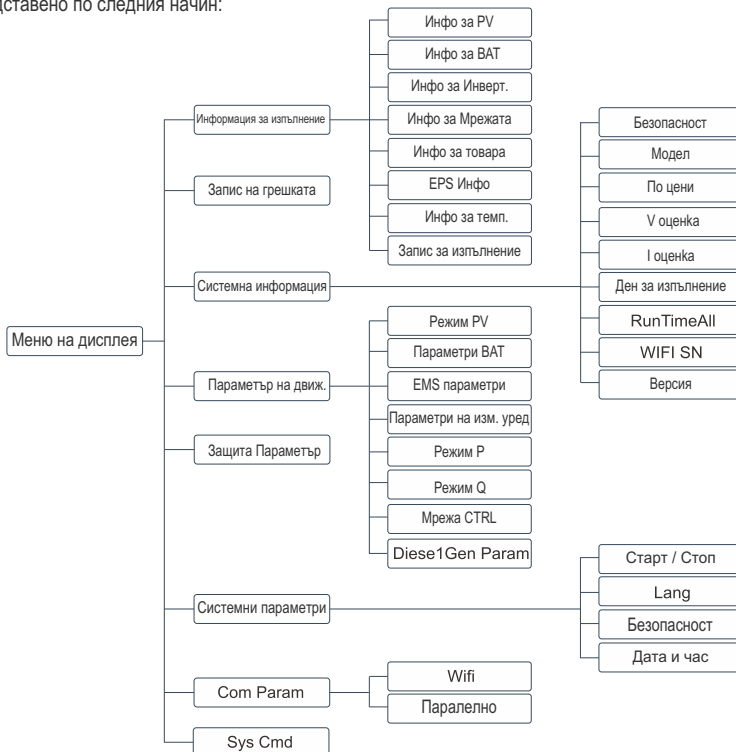 дставено по следния начин:
Меню на дисплея
Информация за изпълнение
Инфо за PV
Инфо за BAT
Инфо за Инверт.
Инфо за Мрежата
Инфо за товара
EPS Инфо
Инфо за темп.
Запис за изпълнение
Запис на грешката
Системна информация
Безопасност
Модел
По цени
V оценка
I оценка
Ден за изпълнение
RunTimeAll
WIFI SN
Версия
Параметър на движ.
Режим PV
Параметри BAT
EMS параметри
Параметри на изм. уред
Режим P
Режим Q
Мрежа CTRL
Diese1Gen Param
Защита Параметър
Системни параметри
Старт / Стоп
Lang
Безопасност
Дата и час
Com Param
Wifi
Паралелно
Sys Cmd